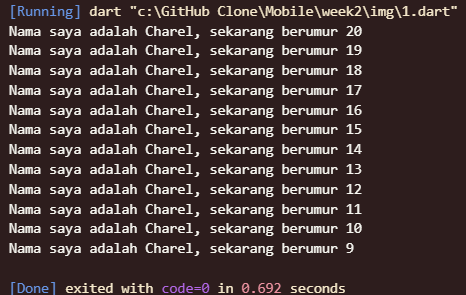 [Running] dart "c:\GitHub Clone\Mobile\week2\img\1.dart"
Nama saya adalah Charel, sekarang berumur 20
Nama saya adalah Charel, sekarang berumur 19
Nama saya adalah Charel, sekarang berumur 18
Nama saya adalah Charel, sekarang berumur 17
Nama saya adalah Charel, sekarang berumur 16
Nama saya adalah Charel, sekarang berumur 15
Nama saya adalah Charel, sekarang berumur 14
Nama saya adalah Charel, sekarang berumur 13
Nama saya adalah Charel, sekarang berumur 12
Nama saya adalah Charel, sekarang berumur 11
Nama saya adalah Charel, sekarang berumur 10
Nama saya adalah Charel, sekarang berumur 9
[Done] exited with code=0 in 0.692 seconds